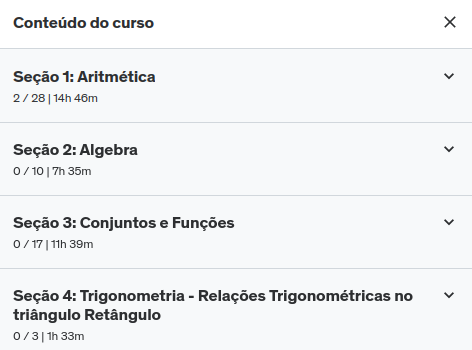 Conteúdo do curso
Seção 1: Aritmética
2 / 28 | 14h 46m
Seção 2: Algebra
0 / 10 | 7h 35m
Seção 3: Conjuntos e Funções
0 / 17 | 11h 39m
Seção 4: Trigonometria - Relações Trigonométricas no
triângulo Retângulo
0 / 3 | 1h 33m